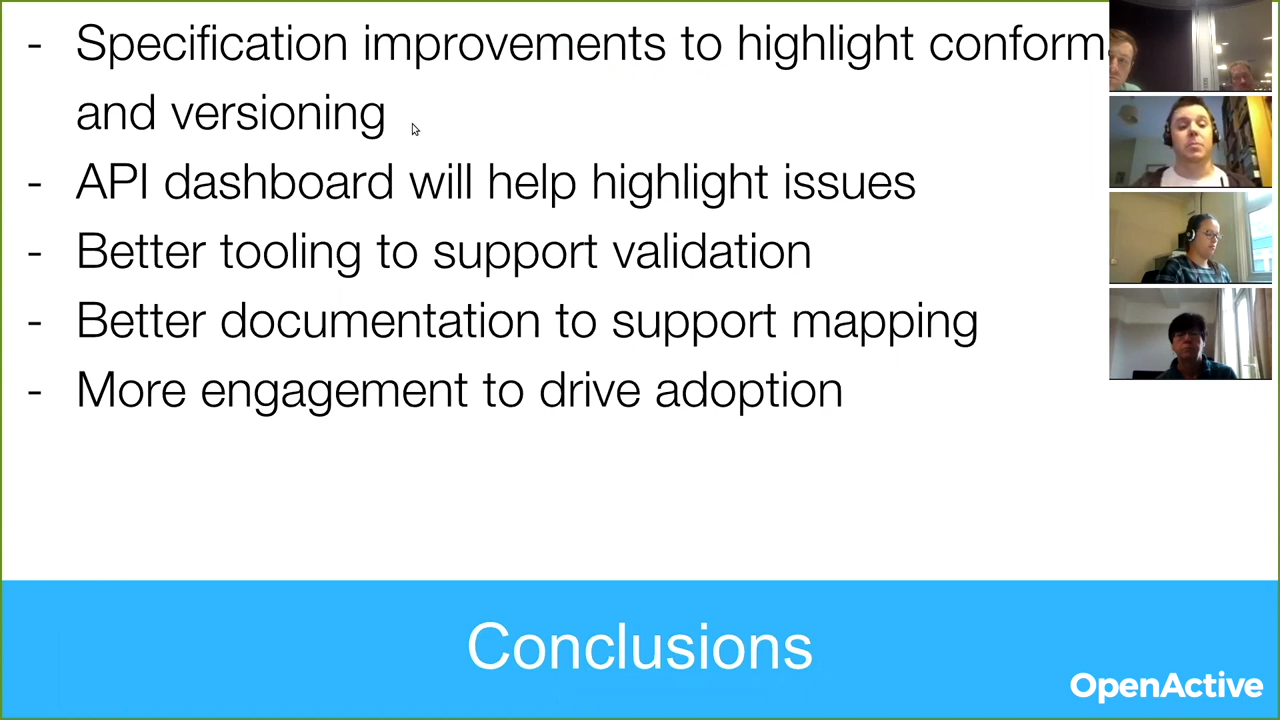 - Specification improvements to highlight
and versioning
- API dashboard will help highlight issues
- Better tooling to support validation
- Better documentation to support mapping
- More engagement to drive adoption
Conclusions
OpenActive